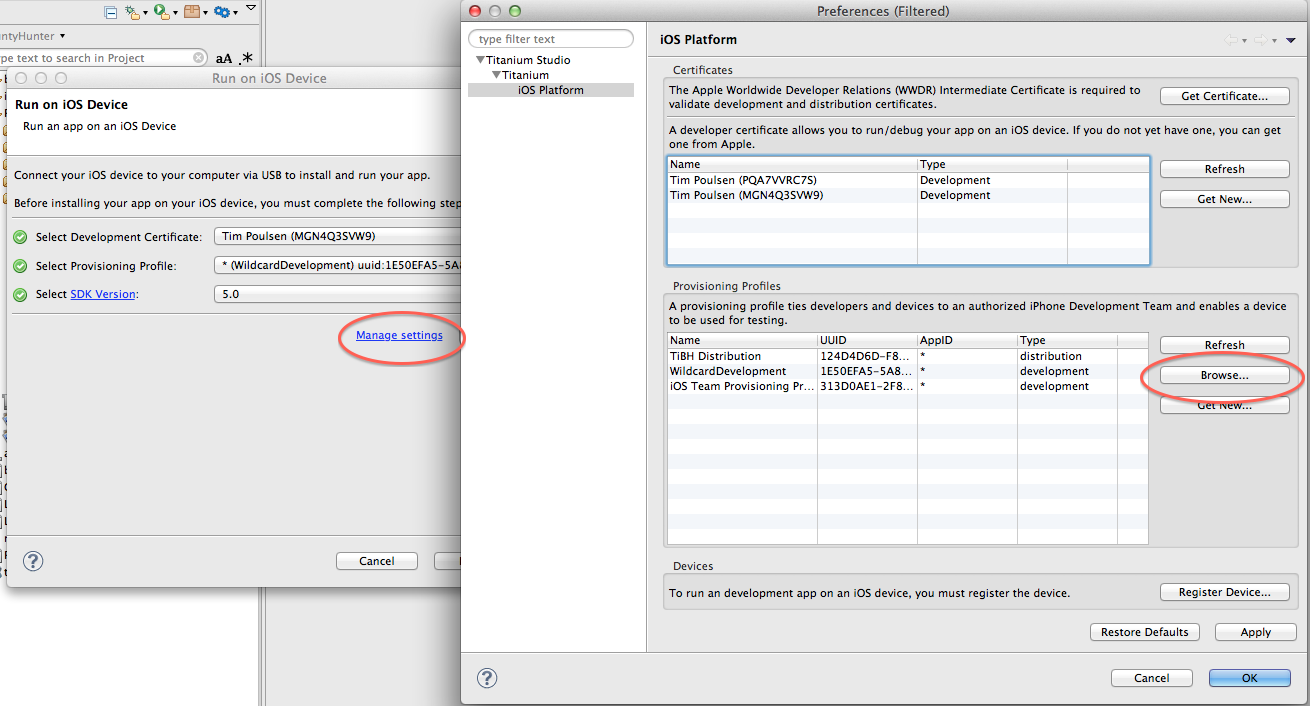 ntyHunter
pe text to search in Project
aA .*
Run on iOS Device
Run on iOS Device
Run an app on an iOS Device
Connect your iOS device to your computer via USB to install and run your app.
Before installing your app on your iOS device, you must complete the following step
Select Development Certificate: Tim Poulsen (MGN4Q3SVW9)
Select Provisioning Profile: * (WildcardDevelopment) uuid:1E50EFA5-5A8
Select SDK Version: 5.0
Manage settings
?
Cancel
Preferences (Filtered)
type filter text
Titanium Studio
Titanium
iOS Platform
iOS Platform
Certificates
The Apple Worldwide Developer Relations (WWDR) Intermediate Certificate is required to
validate development and distribution certificates.
Get Certificate...
A developer certificate allows you to run/debug your app on an iOS device. If you do not yet have one, you can get
one from Apple.
Name Type
Tim Poulsen (PQA7VVRC7S) Development
Tim Poulsen (MGN4Q3SVW9) Development
Refresh
Get New...
Provisioning Profiles
A provisioning profile ties developers and devices to an authorized iPhone Development Team and enables a device
to be used for testing.
Name UUID AppID Type
TiBH Distribution 124D4D6D-F8... * distribution
WildcardDevelopment 1E50EFA5-5A8... * development
iOS Team Provisioning Pr... 313D0AE1-2F8... * development
Refresh
Browse...
Get New...
Devices
To run an development app on an iOS device, you must register the device.
Register Device...
Restore Defaults
Apply
?
Cancel
OK